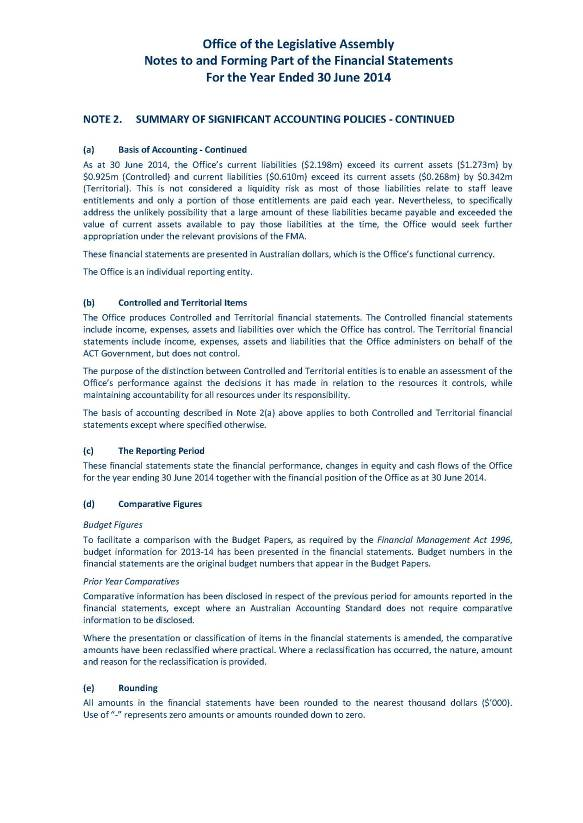 Office of the Legislative Assembly
Notes to and Forming Part of the Financial Statements
For the Year Ended 30 June 2014
NOTE 2. SUMMARY OF SIGNIFICANT ACCOUNTING POLICIES - CONTINUED
(a) Basis of Accounting - Continued
As at 30 June 2014, the Office's current liabilities ($2.198m) exceed its current assets ($1.273m) by
$0.925m (Controlled) and current liabilities ($0.610m) exceed its current assets ($0.268m) by $0.342m
(Territorial). This is not considered a liquidity risk as most of those liabilities relate to staff leave
entitlements and only a portion of those entitlements are paid each year. Nevertheless, to specifically
address the unlikely possibility that a large amount of these liabilities became payable and exceeded the
value of current assets available to pay those liabilities at the time, the Office would seek further
appropriation under the relevant provisions of the FMA.
These financial statements are presented in Australian dollars, which is the Office's functional currency.
The Office is an individual reporting entity.
(b) Controlled and Territorial Items
The Office produces Controlled and Territorial financial statements. The Controlled financial statements
include income, expenses, assets and liabilities over which the Office has control. The Territorial financial
statements include income, expenses, assets and liabilities that the Office administers on behalf of the
ACT Government, but does not control.
The purpose of the distinction between Controlled and Territorial entities is to enable an assessment of the
Office's performance against the decisions it has made in relation to the resources it controls, while
maintaining accountability for all resources under its responsibility.
The basis of accounting described in Note 2(a) above applies to both Controlled and Territorial financial
statements except where specified otherwise.
(c) The Reporting Period
These financial statements state the financial performance, changes in equity and cash flows of the Office
for the year ending 30 June 2014 together with the financial position of the Office as at 30 June 2014.
(d) Comparative Figures
Budget Figures
To facilitate a comparison with the Budget Papers, as required by the Financial Management Act 1996,
budget information for 2013-14 has been presented in the financial statements. Budget numbers in the
financial statements are the original budget numbers that appear in the Budget Papers.
Prior Year Comparatives
Comparative information has been disclosed in respect of the previous period for amounts reported in the
financial statements, except where an Australian Accounting Standard does not require comparative
information to be disclosed.
Where the presentation or classification of items in the financial statements is amended, the comparative
amounts have been reclassified where practical. Where a reclassification has occurred, the nature, amount
and reason for the reclassification is provided.
(e) Rounding
All amounts in the financial statements have been rounded to the nearest thousand dollars ($'000).
Use of "-" represents zero amounts or amounts rounded down to zero.